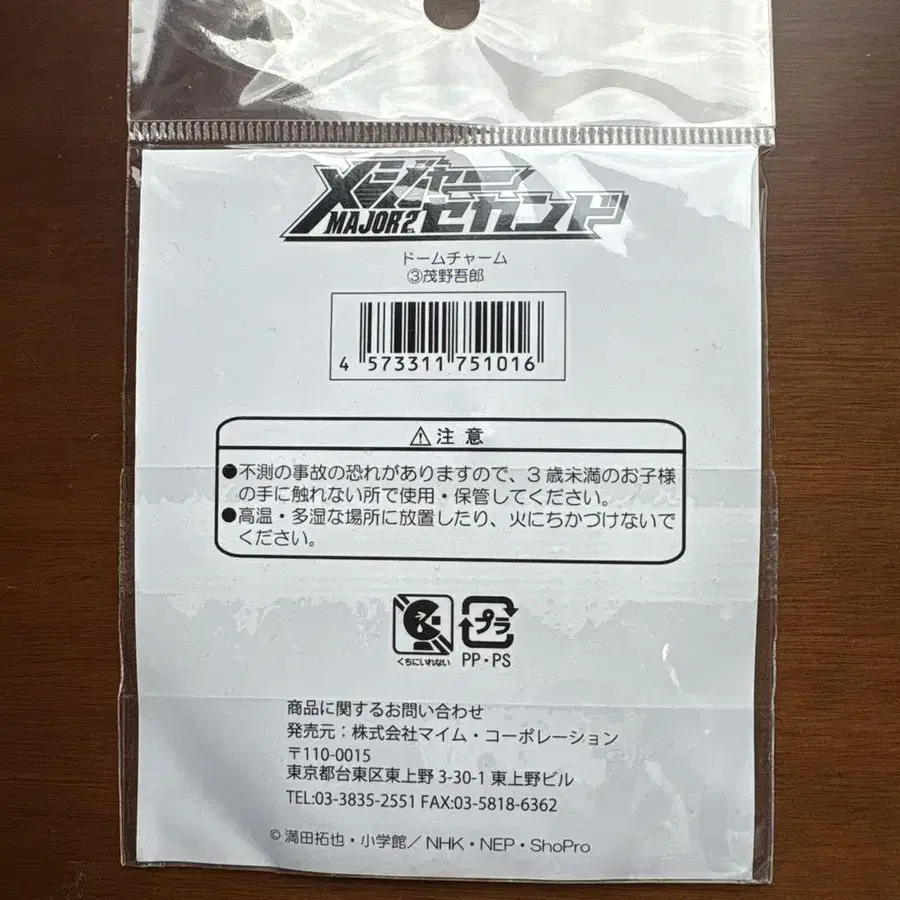 メジャー
MAJOR2
セカンド
ドームチャーム
③茂野吾郎
4 573311 751016
⚠注意
●不測の事故の恐れがありますので、3歳未満のお子様
の手に触れない所で使用・保管してください。
●高温・多湿な場所に放置したり、火にちかづけないで
ください。
くちにいれない
プラ
PP・PS
商品に関するお問い合わせ
発売元：株式会社マイム・コーポレーション
〒110-0015
東京都台東区東上野 3-30-1 東上野ビル
TEL:03-3835-2551 FAX:03-5818-6362
© 満田拓也・小学館／NHK・NEP・ShoPro